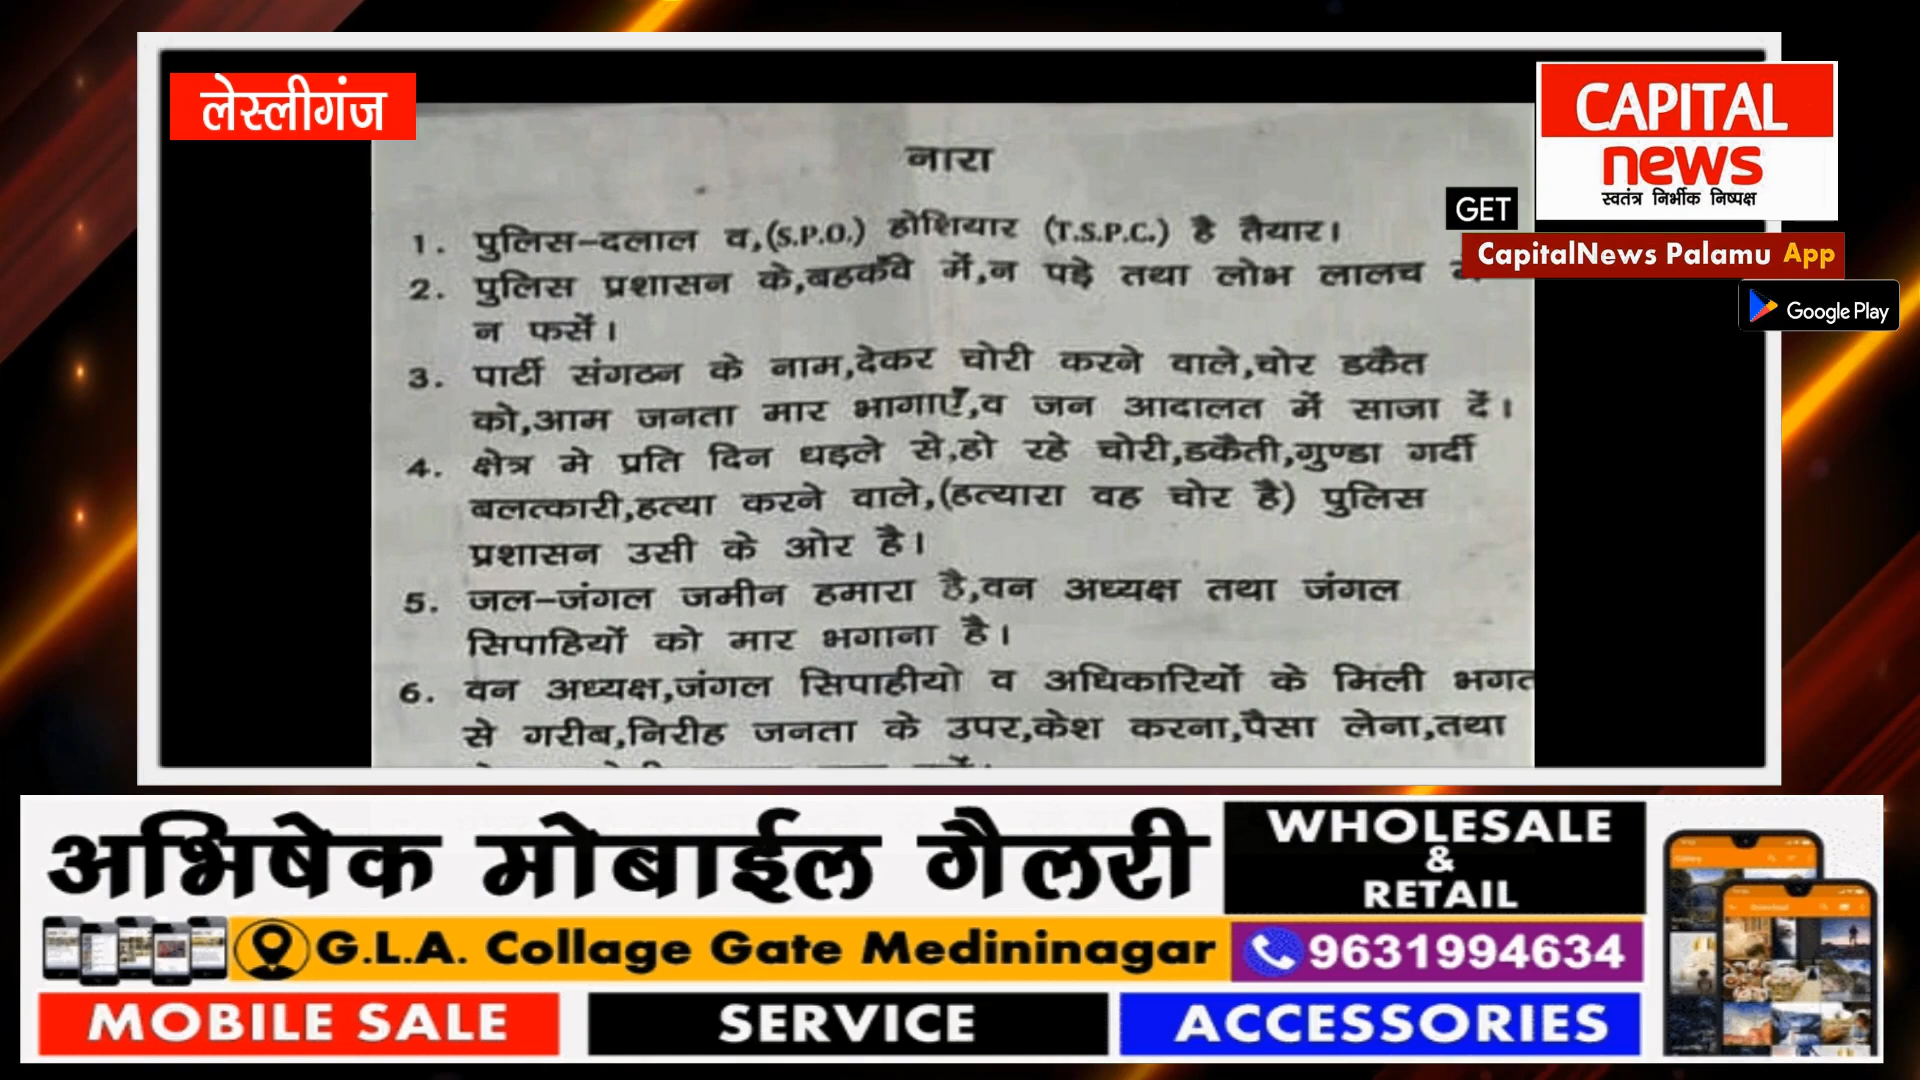 लेस्लीगंज
CAPITAL
news
स्वतंत्र निर्भीक निष्पक्ष
GET
CapitalNews Palamu App
Google Play
नारा
1. पुलिस-दलाल व,(S.P.O.) होशियार (T.S.P.C.) है तैयार।
2. पुलिस प्रशासन के,बहकॅवे में,न पड़े तथा लोभ लालच
न फसें।
3. पार्टी संगठन के नाम,देकर चोरी करने वाले,चोर डकैत
को,आम जनता मार भागाएँ,व जन आदालत में साजा दें।
4. क्षेत्र मे प्रति दिन धड़ले से,हो रहे चोरी,डकैती,गुण्डा गर्दी
बलत्कारी,हत्या करने वाले,(हत्यारा वह चोर है) पुलिस
प्रशासन उसी के ओर है।
5. जल-जंगल जमीन हमारा है,वन अध्यक्ष तथा जंगल
सिपाहियों को मार भगाना है।
6. वन अध्यक्ष,जंगल सिपाहीयो व अधिकारियों के मिली भगत
से गरीब,निरीह जनता के उपर,केश करना,पैसा लेना,तथा
अभिषेक मोबाईल गैलरी
WHOLESALE
&
RETAIL
G.L.A. Collage Gate Medininagar
9631994634
MOBILE SALE
SERVICE
ACCESSORIES